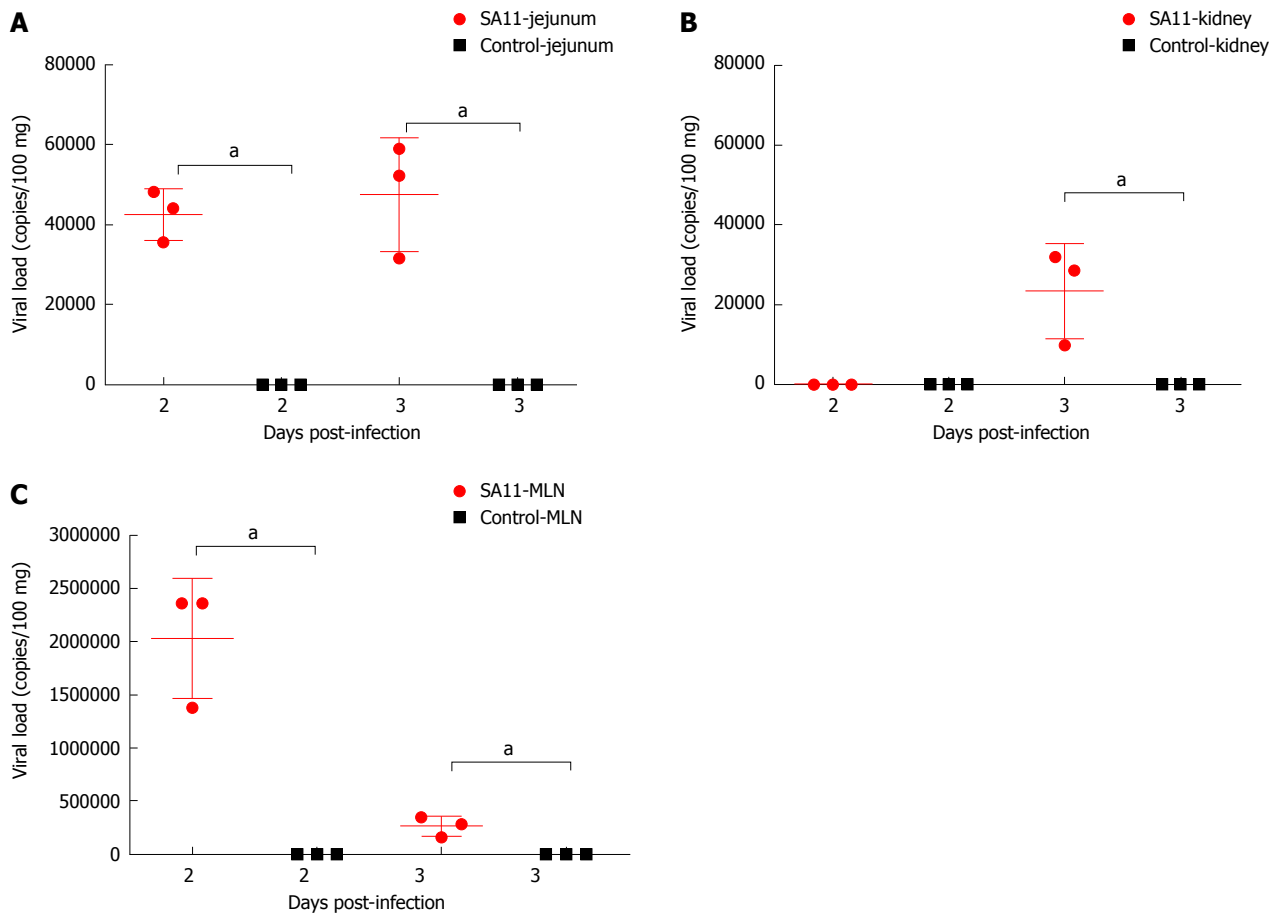 A
SA11-jejunum
Control-jejunum
Viral load (copies/100 mg)
80000
60000
40000
20000
0
a
a
2
2
3
3
Days post-infection
B
SA11-kidney
Control-kidney
Viral load (copies/100 mg)
80000
60000
40000
20000
0
a
2
2
3
3
Days post-infection
C
SA11-MLN
Control-MLN
Viral load (copies/100 mg)
3000000
2500000
2000000
1500000
1000000
500000
0
a
a
2
2
3
3
Days post-infection